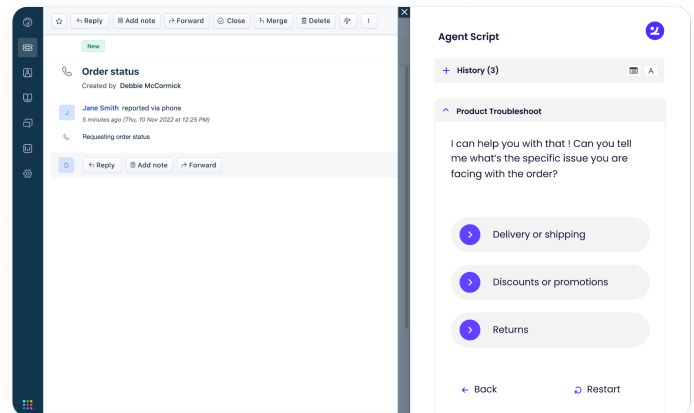 Reply
Add note
Forward
Close
Merge
Delete
New
Order status
Created by Debbie McCormick
J
Jane Smith reported via phone
5 minutes ago (Thu, 10 Nov 2022 at 12:25 PM)
Requesting order status
D
Reply
Add note
Forward
Agent Script
+ History (3)
A
Product Troubleshoot
I can help you with that ! Can you tell
me what's the specific issue you are
facing with the order?
Delivery or shipping
Discounts or promotions
Returns
Back
Restart